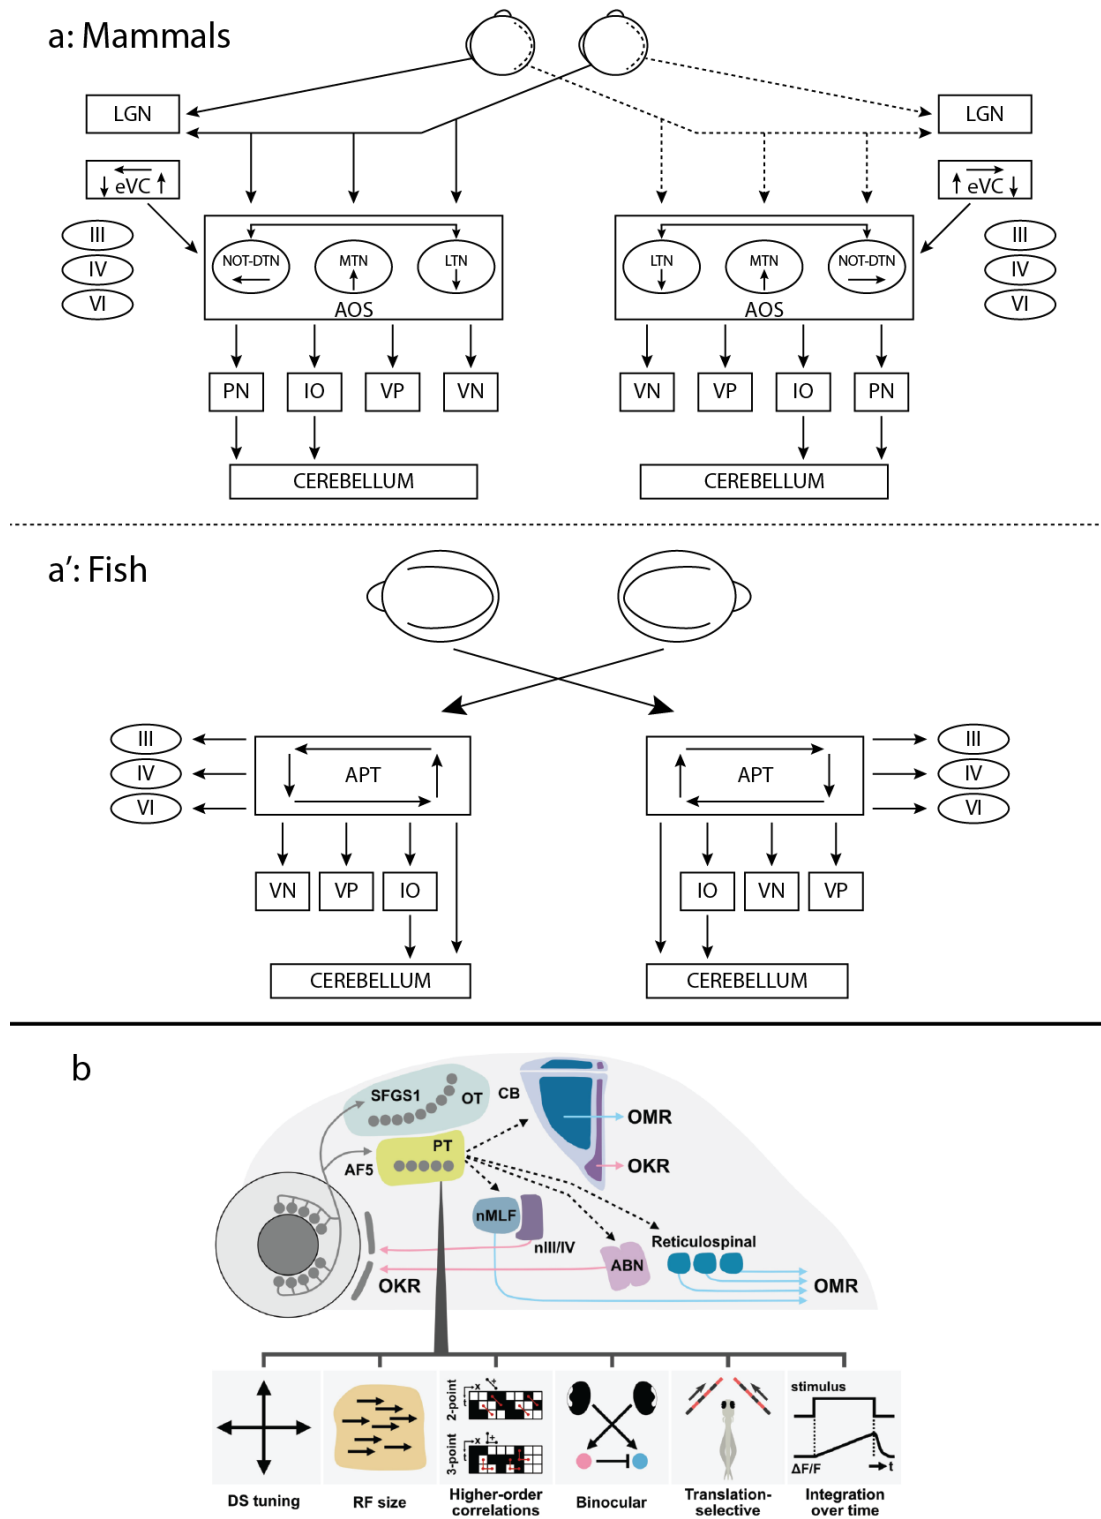 a: Mammals
LGN
LGN
eVC
eVC
III
IV
VI
III
IV
VI
NOT-DTN
MTN
LTN
AOS
LTN
MTN
NOT-DTN
AOS
PN
IO
VP
VN
VN
VP
IO
PN
CEREBELLUM
CEREBELLUM
a′: Fish
III
IV
VI
APT
APT
III
IV
VI
VN
VP
IO
IO
VN
VP
CEREBELLUM
CEREBELLUM
b
SFGS1
OT
CB
OMR
PT
AF5
OKR
nMLF
nIII/IV
Reticulospinal
ABN
OKR
OMR
2-point
x
+
t
3-point
x
+
t
stimulus
ΔF/F
t
DS tuning
RF size
Higher-order
correlations
Binocular
Translation-
selective
Integration
over time